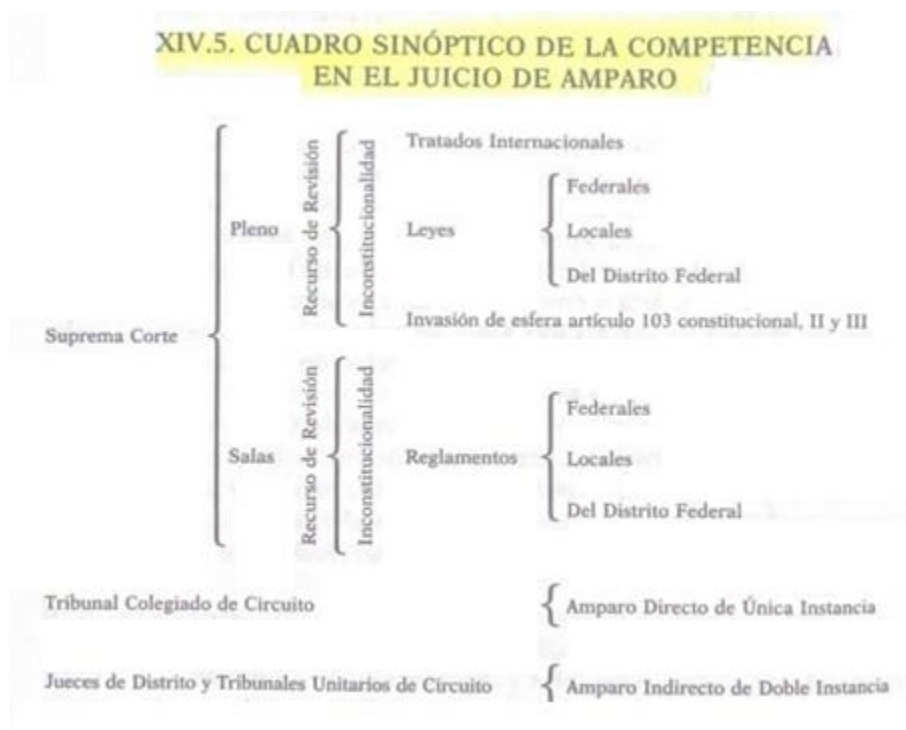 XIV.5. CUADRO SINÓPTICO DE LA COMPETENCIA
EN EL JUICIO DE AMPARO
Suprema Corte
Pleno
Recurso de Revisión
Inconstitucionalidad
Tratados Internacionales
Leyes
Federales
Locales
Del Distrito Federal
Invasión de esfera artículo 103 constitucional, II y III
Salas
Recurso de Revisión
Inconstitucionalidad
Reglamentos
Federales
Locales
Del Distrito Federal
Tribunal Colegiado de Circuito
Amparo Directo de Única Instancia
Jueces de Distrito y Tribunales Unitarios de Circuito
Amparo Indirecto de Doble Instancia